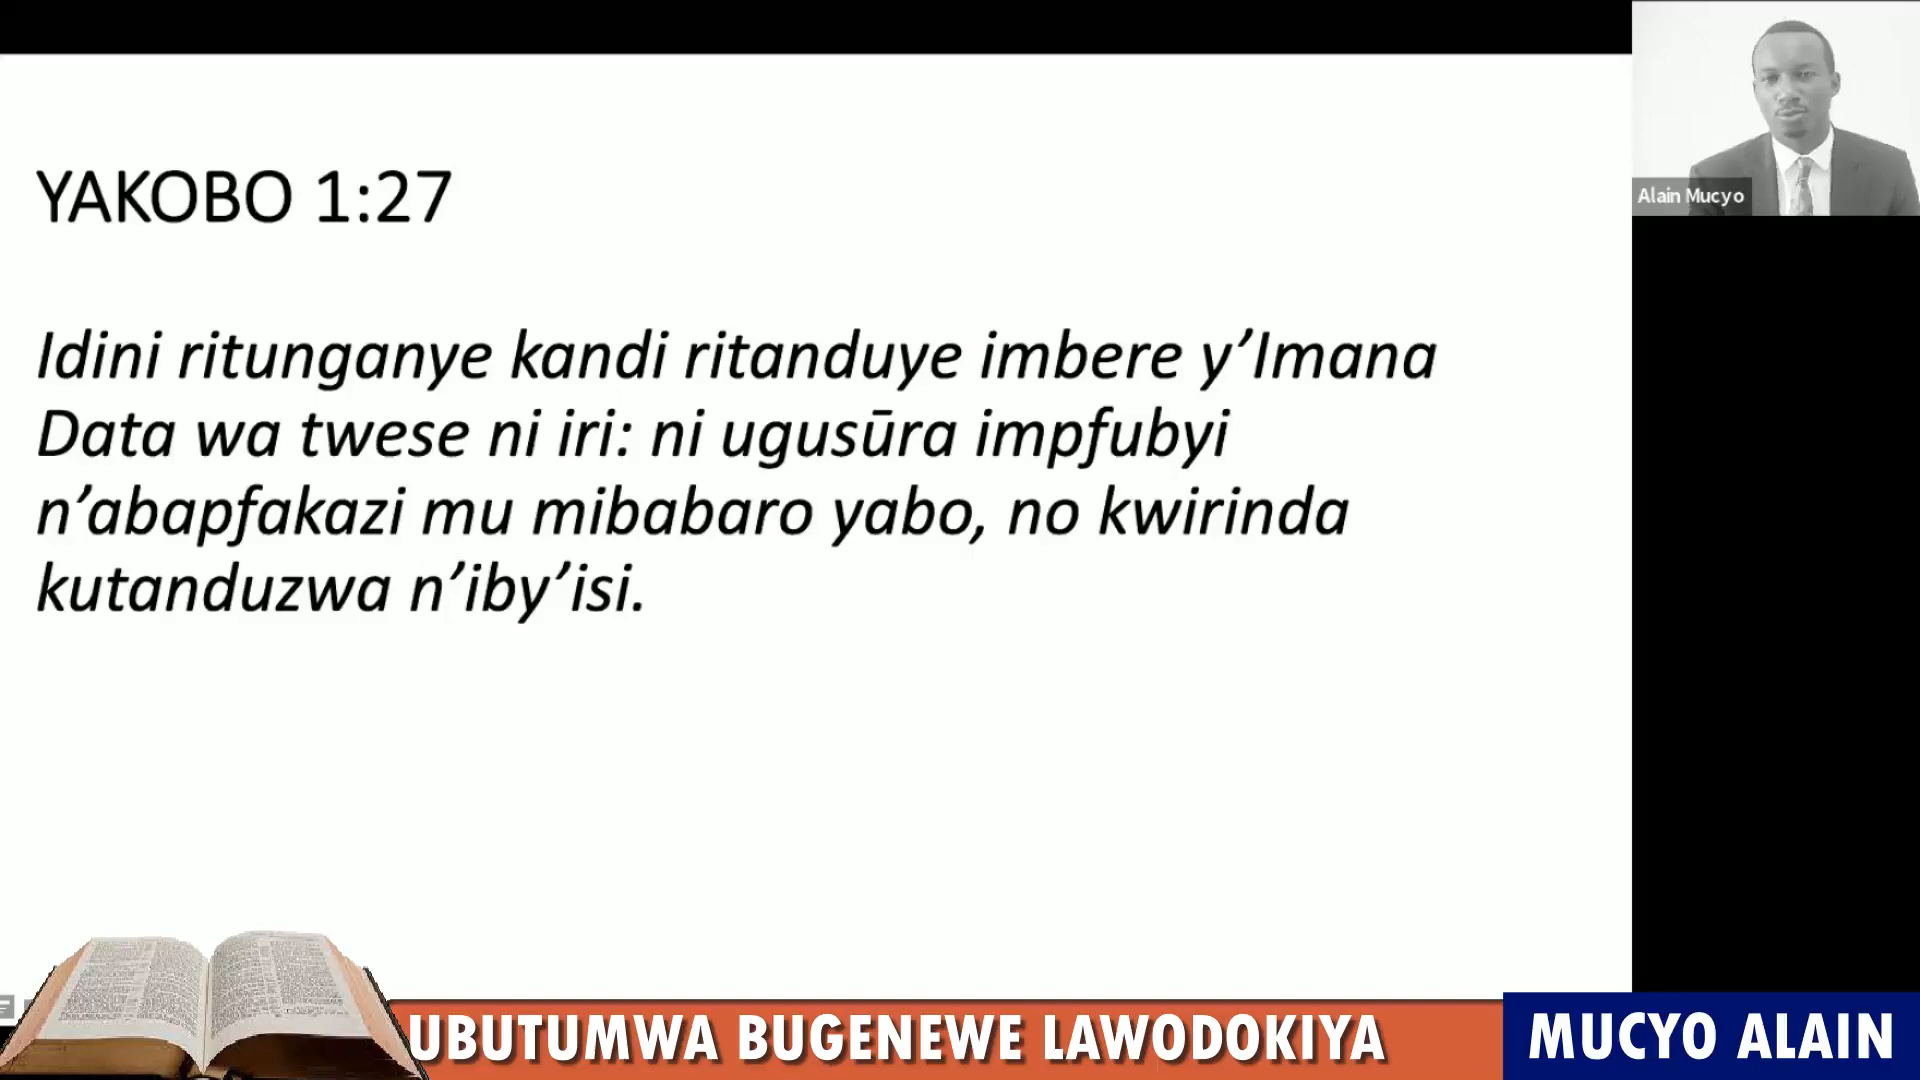 YAKOBO 1:27
Idini ritunganye kandi ritanduye imbere y’Imana
Data wa twese ni iri: ni ugusūra impfubyi
n’abapfakazi mu mibabaro yabo, no kwirinda
kutanduzwa n’iby’isi.
Alain Mucyo
UBUTUMWA BUGENEWE LAWODOKIYA
MUCYO ALAIN